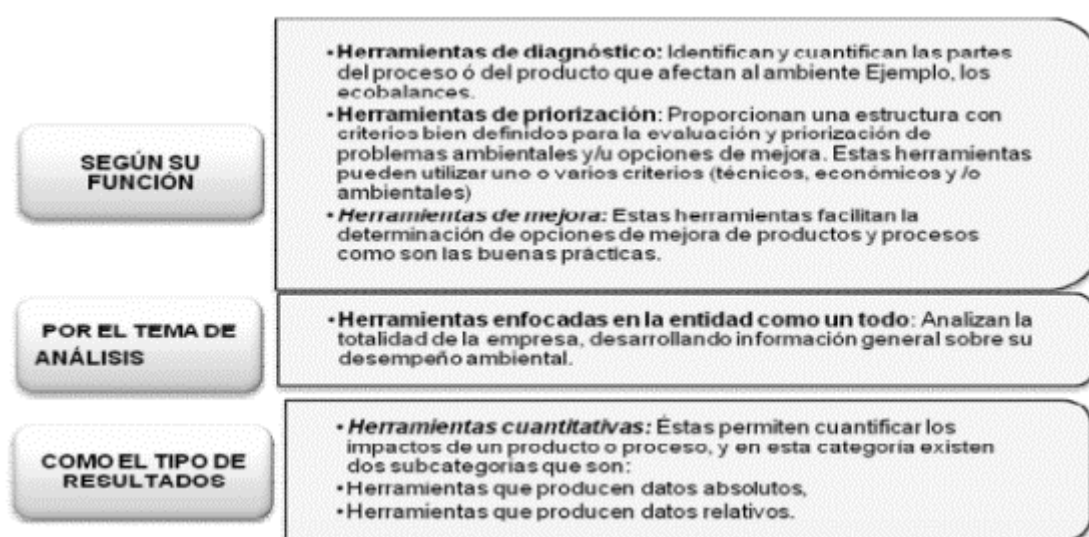 SEGÚN SU
FUNCIÓN
•Herramientas de diagnóstico: Identifican y cuantifican las partes
del proceso ó del producto que afectan al ambiente Ejemplo, los
ecobalances.
•Herramientas de priorización: Proporcionan una estructura con
criterios bien definidos para la evaluación y priorización de
problemas ambientales y/u opciones de mejora. Estas herramientas
pueden utilizar uno o varios criterios (técnicos, económicos y /o
ambientales)
•Herramientas de mejora: Estas herramientas facilitan la
determinación de opciones de mejora de productos y procesos
como son las buenas prácticas.
POR EL TEMA DE
ANÁLISIS
•Herramientas enfocadas en la entidad como un todo: Analizan la
totalidad de la empresa, desarrollando información general sobre su
desempeño ambiental.
COMO EL TIPO DE
RESULTADOS
•Herramientas cuantitativas: Éstas permiten cuantificar los
impactos de un producto o proceso, y en esta categoría existen
dos subcategorías que son:
•Herramientas que producen datos absolutos,
•Herramientas que producen datos relativos.